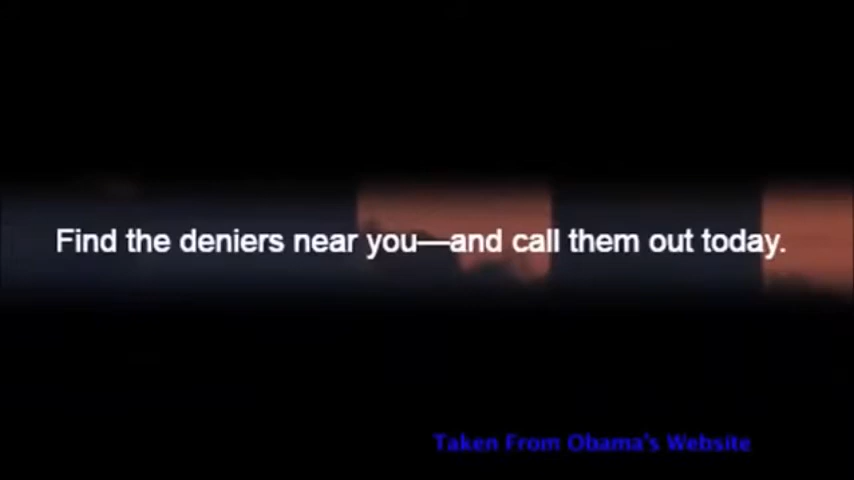 Find the deniers near you—and call them out today.
Taken From Obama's Website